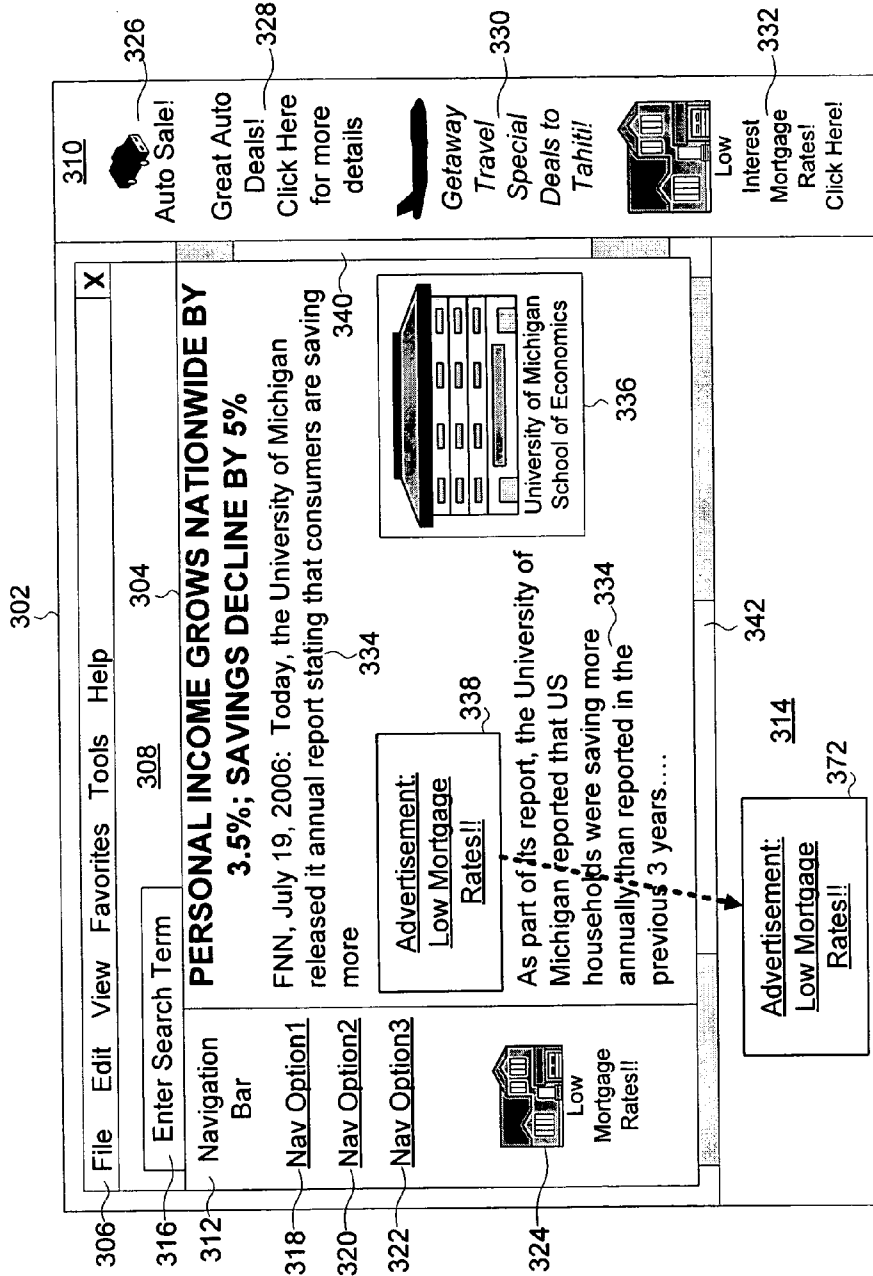 302
306
File Edit View Favorites Tools Help
X
308
304
316
Enter Search Term
312
Navigation
Bar
318
Nav Option1
320
Nav Option2
322
Nav Option3
324
Low
Mortgage
Rates!!
PERSONAL INCOME GROWS NATIONWIDE BY
3.5%; SAVINGS DECLINE BY 5%
FNN, July 19, 2006: Today, the University of Michigan
released it annual report stating that consumers are saving
more
334
340
Advertisement:
Low Mortgage
Rates!!
338
University of Michigan
School of Economics
336
As part of its report, the University of
Michigan reported that US
households were saving more
annually than reported in the
previous 3 years.....
334
342
310
Auto Sale!
326
Great Auto
Deals!
Click Here
for more
details
328
Getaway
Travel
Special
Deals to
Tahiti!
330
Low
Interest
Mortgage
Rates!
Click Here!
332
314
Advertisement:
Low Mortgage
Rates!!
372